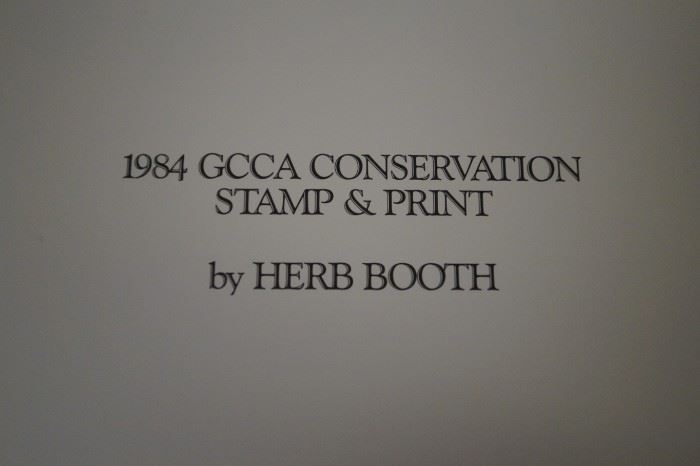 1984 GCCA CONSERVATION
STAMP & PRINT
by HERB BOOTH